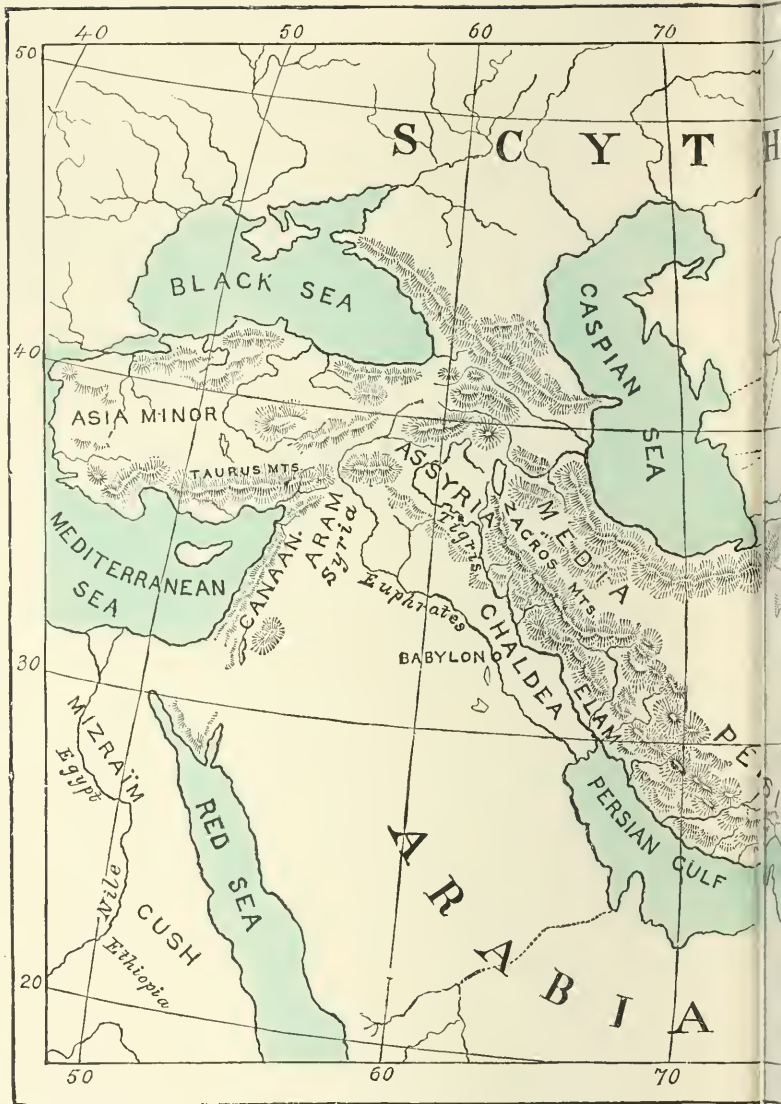 40 50 60 70
50
SCYTH
BLACK SEA
CASPIAN SEA
40
ASIA MINOR
TAURUS MTS.
ASSYRIA
MEDIA
ZAGROS MTS.
Tigris
ARAM
Syria
CANAAN.
MEDITERRANEAN
SEA
Euphrates
CHALDEA
BABYLON
ELAM
30
MIZRAÏM
Egypt
PERSIAN GULF
RED SEA
ARABIA
Nile
CUSH
Ethiopia
20
50 60 70